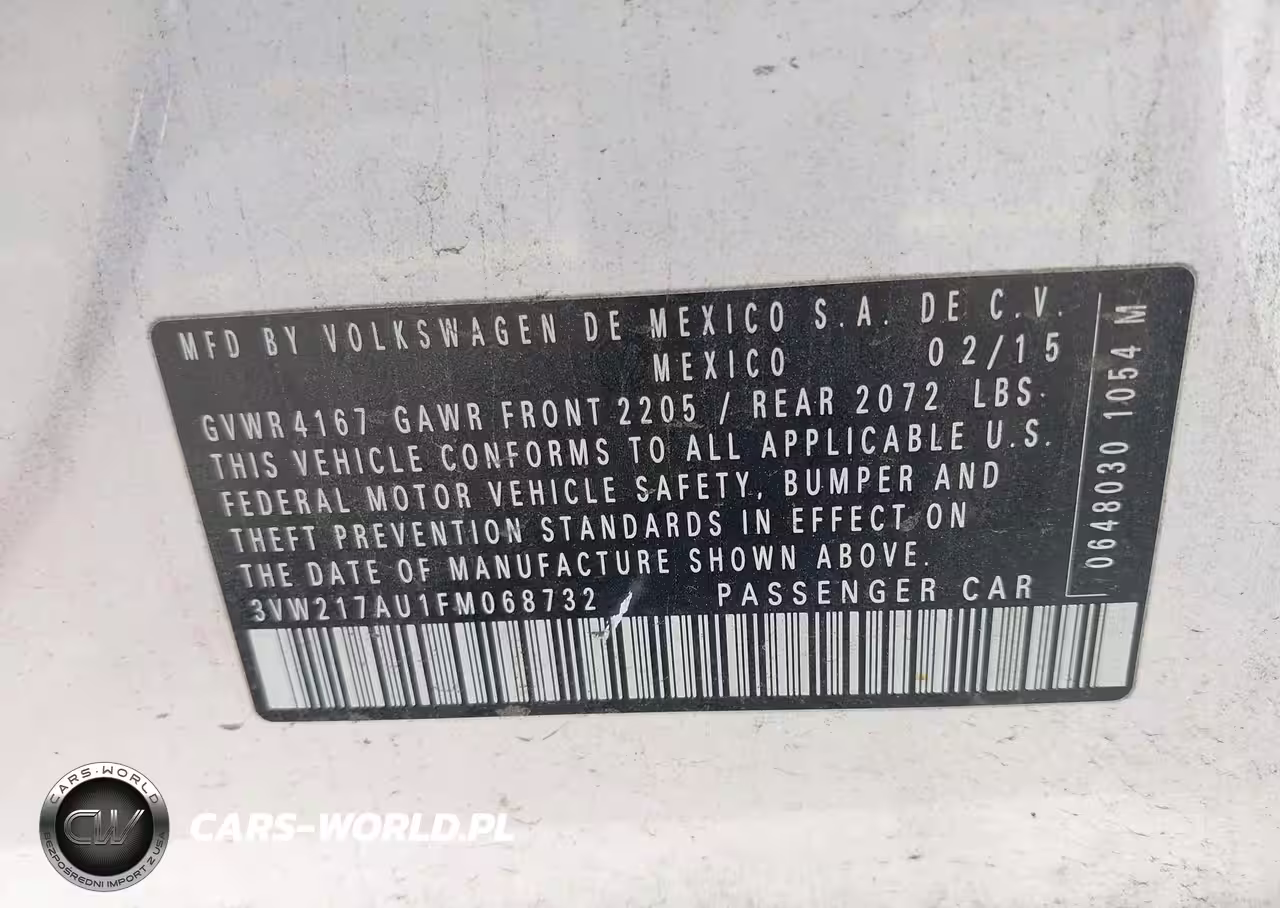 MFD BY VOLKSWAGEN DE MEXICO S.A. DE C.V.
MEXICO 02/15
GVWR 4167 GAWR FRONT 2205 / REAR 2072 LBS.
THIS VEHICLE CONFORMS TO ALL APPLICABLE U.S.
FEDERAL MOTOR VEHICLE SAFETY, BUMPER AND
THEFT PREVENTION STANDARDS IN EFFECT ON
THE DATE OF MANUFACTURE SHOWN ABOVE.
3VW217AU1FM068732 PASSENGER CAR
0648030 1054 M
CARS-WORLD
CW
BEZPOŚREDNI IMPORT Z USA
CARS-WORLD.PL